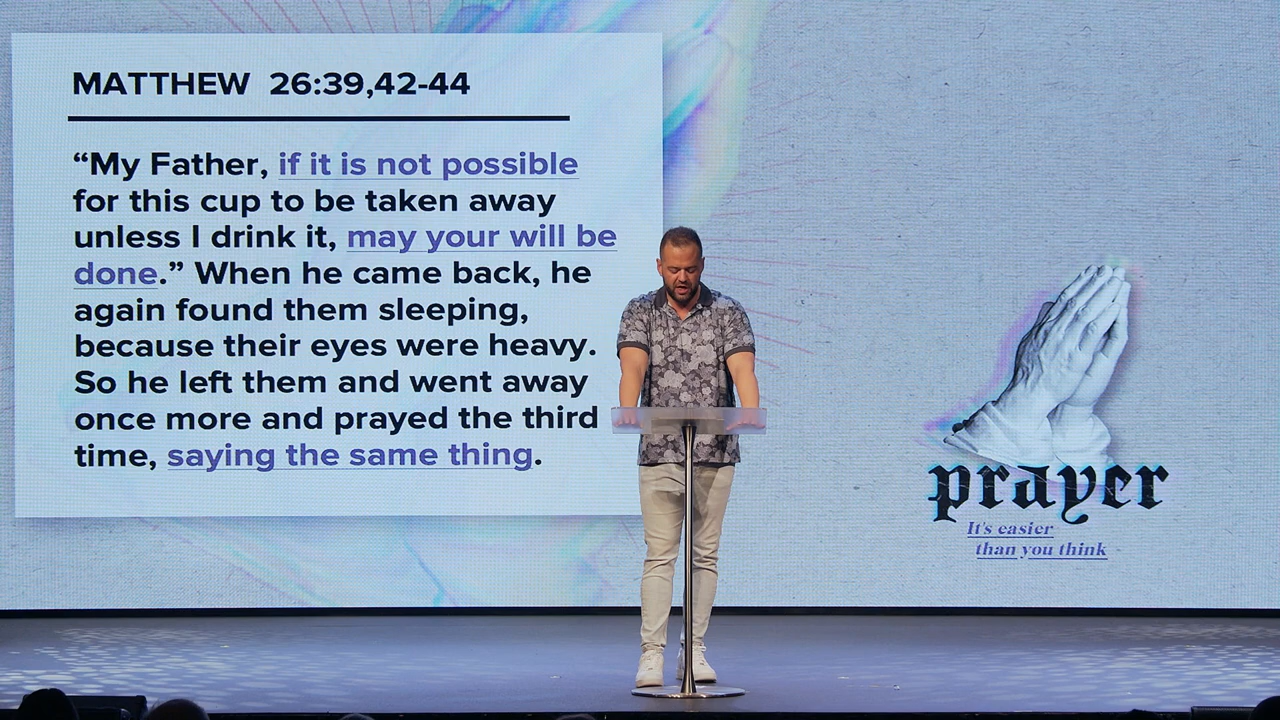 MATTHEW 26:39,42-44
“My Father, if it is not possible
for this cup to be taken away
unless I drink it, may your will be
done.” When he came back, he
again found them sleeping,
because their eyes were heavy.
So he left them and went away
once more and prayed the third
time, saying the same thing.
prayer
It's easier
than you think